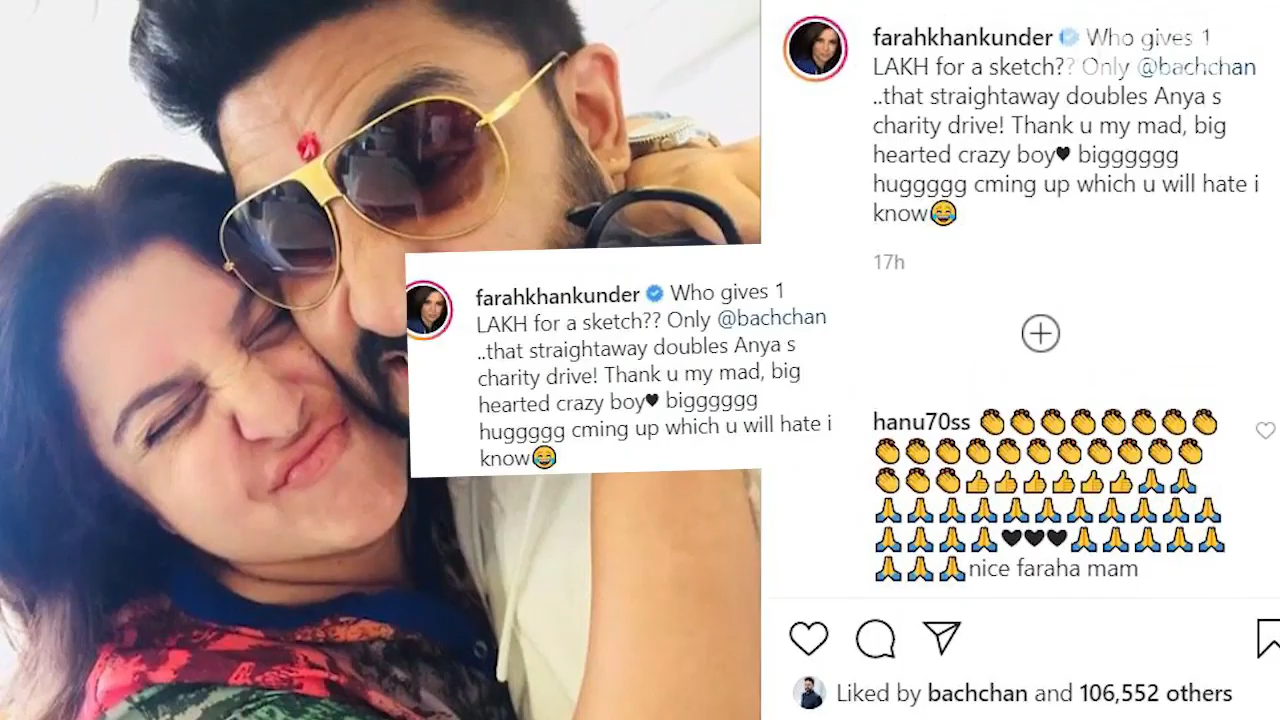 farahkhankunder Who gives 1
LAKH for a sketch?? Only @bachchan
..that straightaway doubles Anya s
charity drive! Thank u my mad, big
hearted crazy boy🖤 bigggggg
huggggg cming up which u will hate i
know😂
17h
farahkhankunder Who gives 1
LAKH for a sketch?? Only @bachchan
..that straightaway doubles Anya s
charity drive! Thank u my mad, big
hearted crazy boy🖤 bigggggg
huggggg cming up which u will hate i
know😂
hanu70ss 👏👏👏👏👏👏👏👏
👏👏👏👏👏👏👏👏👏👏👏
👏👏👏👍👍👍👍👍👍🙏🙏
🙏🙏🙏🙏🙏🙏🙏🙏🙏🙏🙏
🙏🙏🙏🙏🖤🖤🖤🙏🙏🙏🙏🙏
🙏🙏🙏nice faraha mam
Liked by bachchan and 106,552 others